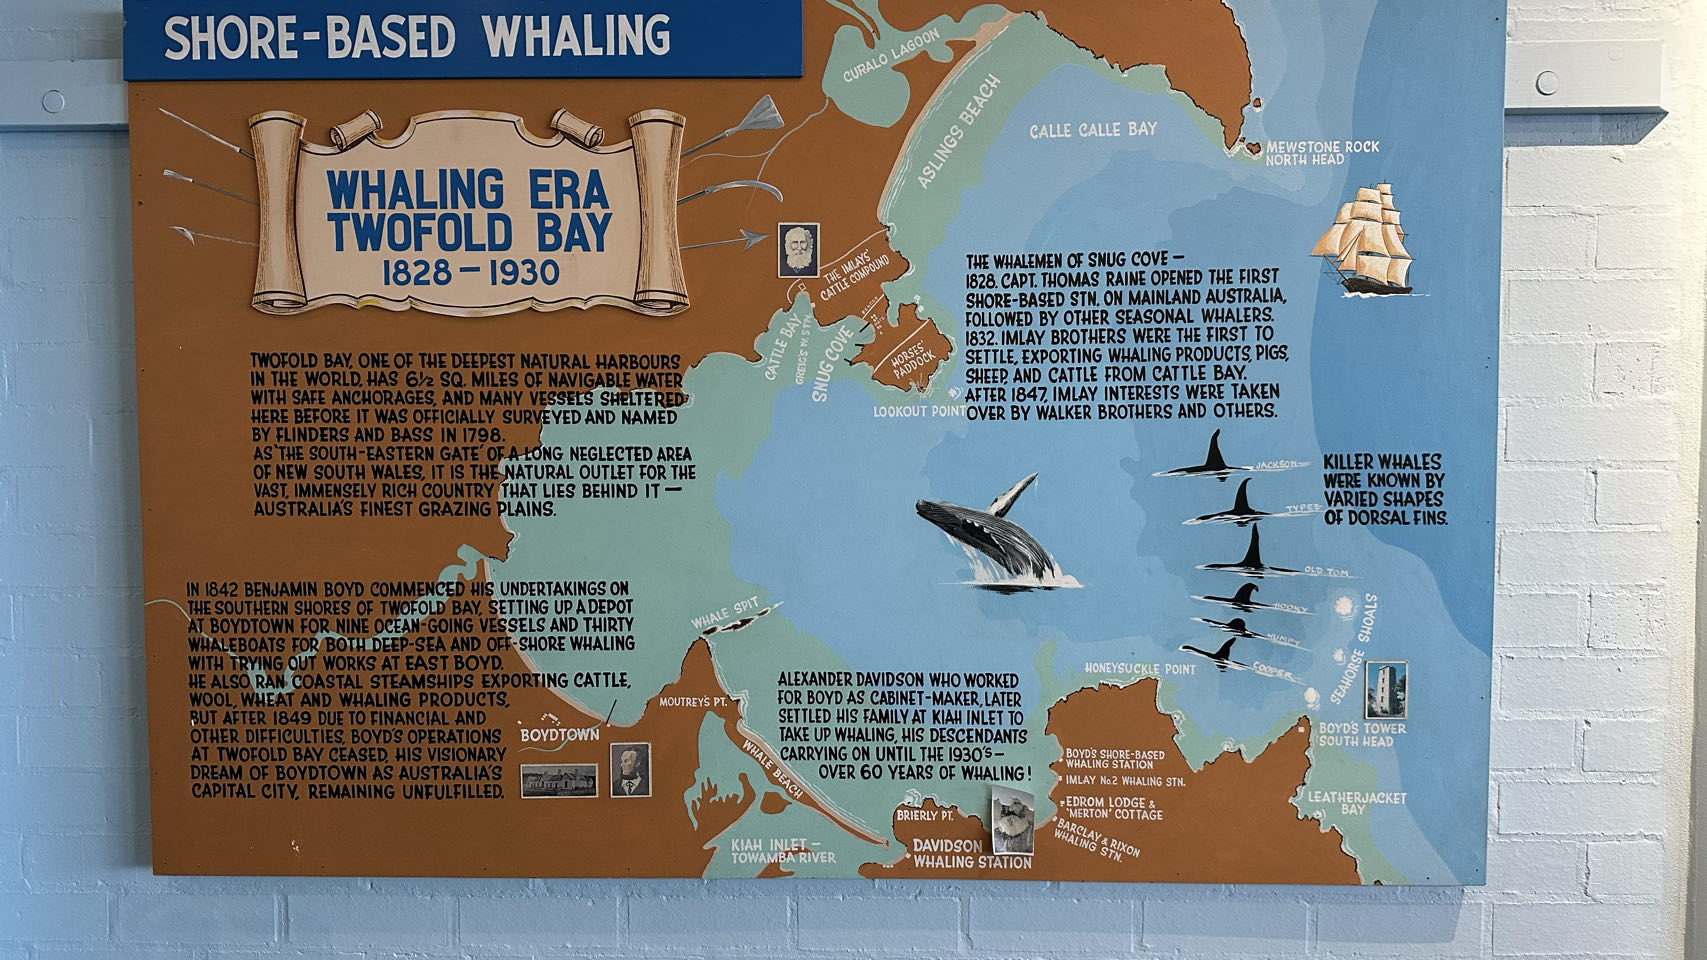 SHORE-BASED WHALING
WHALING ERA
TWOFOLD BAY
1828-1930
TWOFOLD BAY, ONE OF THE DEEPEST NATURAL HARBOURS
IN THE WORLD, HAS 6½ SQ. MILES OF NAVIGABLE WATER
WITH SAFE ANCHORAGES, AND MANY VESSELS SHELTERED
HERE BEFORE IT WAS OFFICIALLY SURVEYED AND NAMED
BY FLINDERS AND BASS IN 1798.
AS 'THE SOUTH-EASTERN GATE' OF A LONG NEGLECTED AREA
OF NEW SOUTH WALES, IT IS THE NATURAL OUTLET FOR THE
VAST, IMMENSELY RICH COUNTRY THAT LIES BEHIND IT —
AUSTRALIA'S FINEST GRAZING PLAINS.
IN 1842 BENJAMIN BOYD COMMENCED HIS UNDERTAKINGS ON
THE SOUTHERN SHORES OF TWOFOLD BAY, SETTING UP A DEPOT
AT BOYDTOWN FOR NINE OCEAN-GOING VESSELS AND THIRTY
WHALEBOATS FOR BOTH DEEP-SEA AND OFF-SHORE WHALING
WITH TRYING OUT WORKS AT EAST BOYD.
HE ALSO RAN COASTAL STEAMSHIPS EXPORTING CATTLE,
WOOL, WHEAT AND WHALING PRODUCTS,
BUT AFTER 1849 DUE TO FINANCIAL AND
OTHER DIFFICULTIES, BOYD'S OPERATIONS
AT TWOFOLD BAY CEASED, HIS VISIONARY
DREAM OF BOYDTOWN AS AUSTRALIA'S
CAPITAL CITY, REMAINING UNFULFILLED.
BOYDTOWN
CURALO LAGOON
ASLINGS BEACH
CALLE CALLE BAY
MEWSTONE ROCK
NORTH HEAD
THE IMLAYS'
CATTLE COMPOUND
CATTLE BAY
GREIG'S W. STN.
SNUG COVE
HORSES'
PADDOCK
LOOKOUT POINT
THE WHALEMEN OF SNUG COVE —
1828. CAPT. THOMAS RAINE OPENED THE FIRST
SHORE-BASED STN. ON MAINLAND AUSTRALIA,
FOLLOWED BY OTHER SEASONAL WHALERS.
1832. IMLAY BROTHERS WERE THE FIRST TO
SETTLE, EXPORTING WHALING PRODUCTS, PIGS,
SHEEP, AND CATTLE FROM CATTLE BAY.
AFTER 1847, IMLAY INTERESTS WERE TAKEN
OVER BY WALKER BROTHERS AND OTHERS.
KILLER WHALES
WERE KNOWN BY
VARIED SHAPES
OF DORSAL FINS.
JACKSON
TYPEE
OLD TOM
HOOKY
HUMPY
COOPER
SEAHORSE SHOALS
WHALE SPIT
MOUTREY'S PT.
WHALE BEACH
KIAH INLET —
TOWAMBA RIVER
ALEXANDER DAVIDSON WHO WORKED
FOR BOYD AS CABINET-MAKER, LATER
SETTLED HIS FAMILY AT KIAH INLET TO
TAKE UP WHALING, HIS DESCENDANTS
CARRYING ON UNTIL THE 1930'S —
OVER 60 YEARS OF WHALING!
BRIERLY PT.
DAVIDSON
WHALING STATION
HONEYSUCKLE POINT
BOYD'S SHORE-BASED
WHALING STATION
IMLAY No2 WHALING STN.
EDROM LODGE &
'MERTON' COTTAGE
BARCLAY & RIXON
WHALING STN.
BOYD'S TOWER
SOUTH HEAD
LEATHERJACKET
BAY